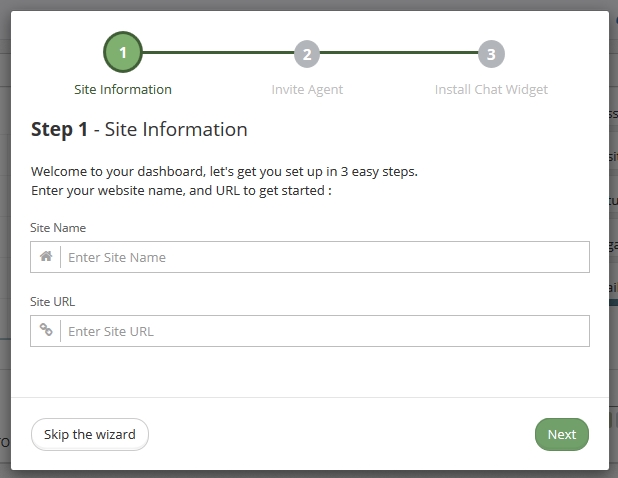 1
2
3
Site Information
Invite Agent
Install Chat Widget
Step 1 - Site Information
Welcome to your dashboard, let's get you set up in 3 easy steps.
Enter your website name, and URL to get started :
Site Name
Enter Site Name
Site URL
Enter Site URL
Skip the wizard
Next